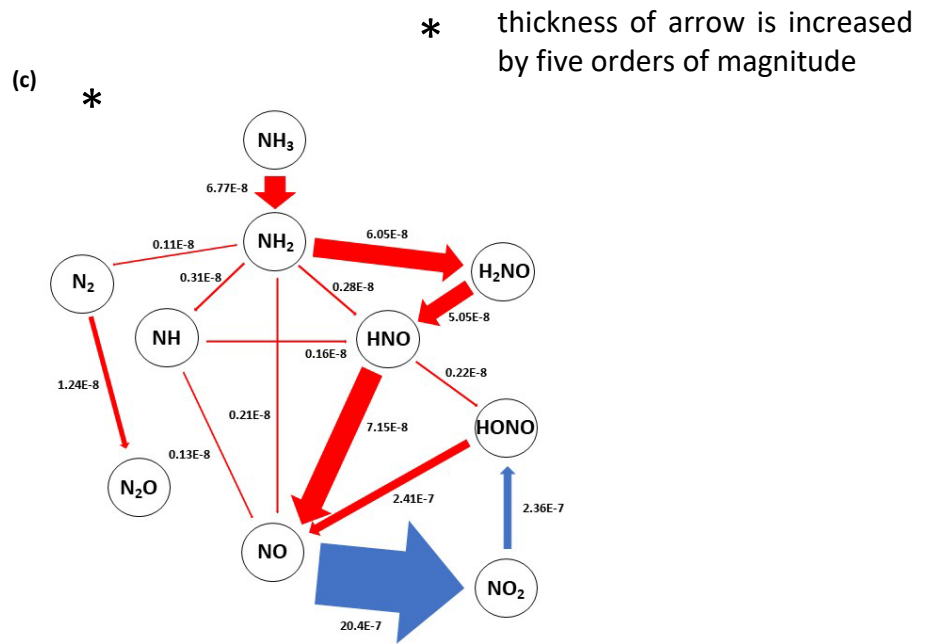 * thickness of arrow is increased
by five orders of magnitude
(c)
*
NH₃
6.77E-8
NH₂
0.11E-8
6.05E-8
N₂
0.31E-8
0.28E-8
H₂NO
5.05E-8
NH
HNO
0.16E-8
0.22E-8
1.24E-8
0.21E-8
7.15E-8
HONO
0.13E-8
N₂O
2.41E-7
2.36E-7
NO
NO₂
20.4E-7